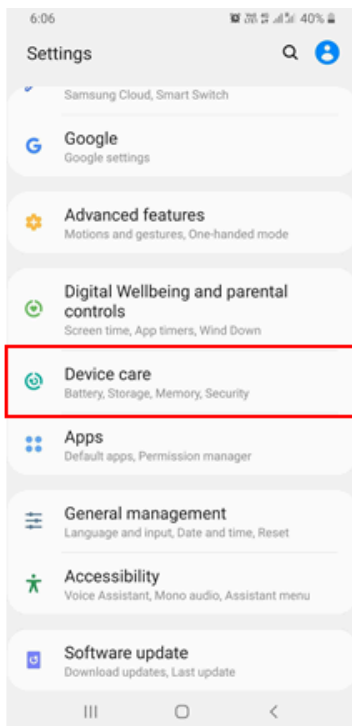 6:06
40%
Settings
Samsung Cloud, Smart Switch
Google
Google settings
Advanced features
Motions and gestures, One-handed mode
Digital Wellbeing and parental
controls
Screen time, App timers, Wind Down
Device care
Battery, Storage, Memory, Security
Apps
Default apps, Permission manager
General management
Language and input, Date and time, Reset
Accessibility
Voice Assistant, Mono audio, Assistant menu
Software update
Download updates, Last update